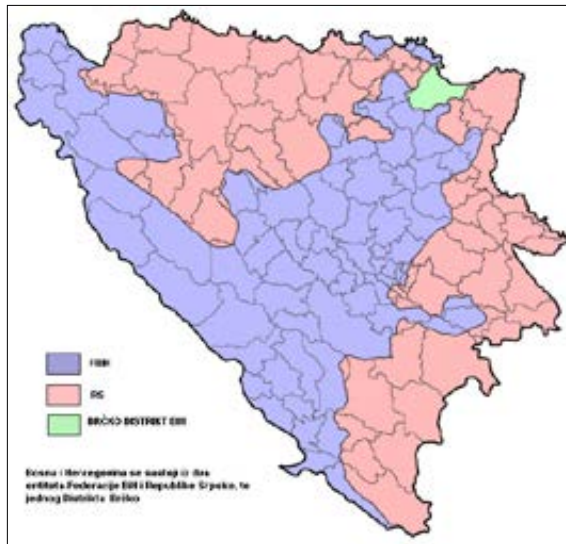 FBIH
RS
BRČKO DISTRIKT BIH
Bosna i Hercegovina se sastoji iz dva
entiteta Federacije BiH i Republike Srpske, te
jednog Distrikta Brčko